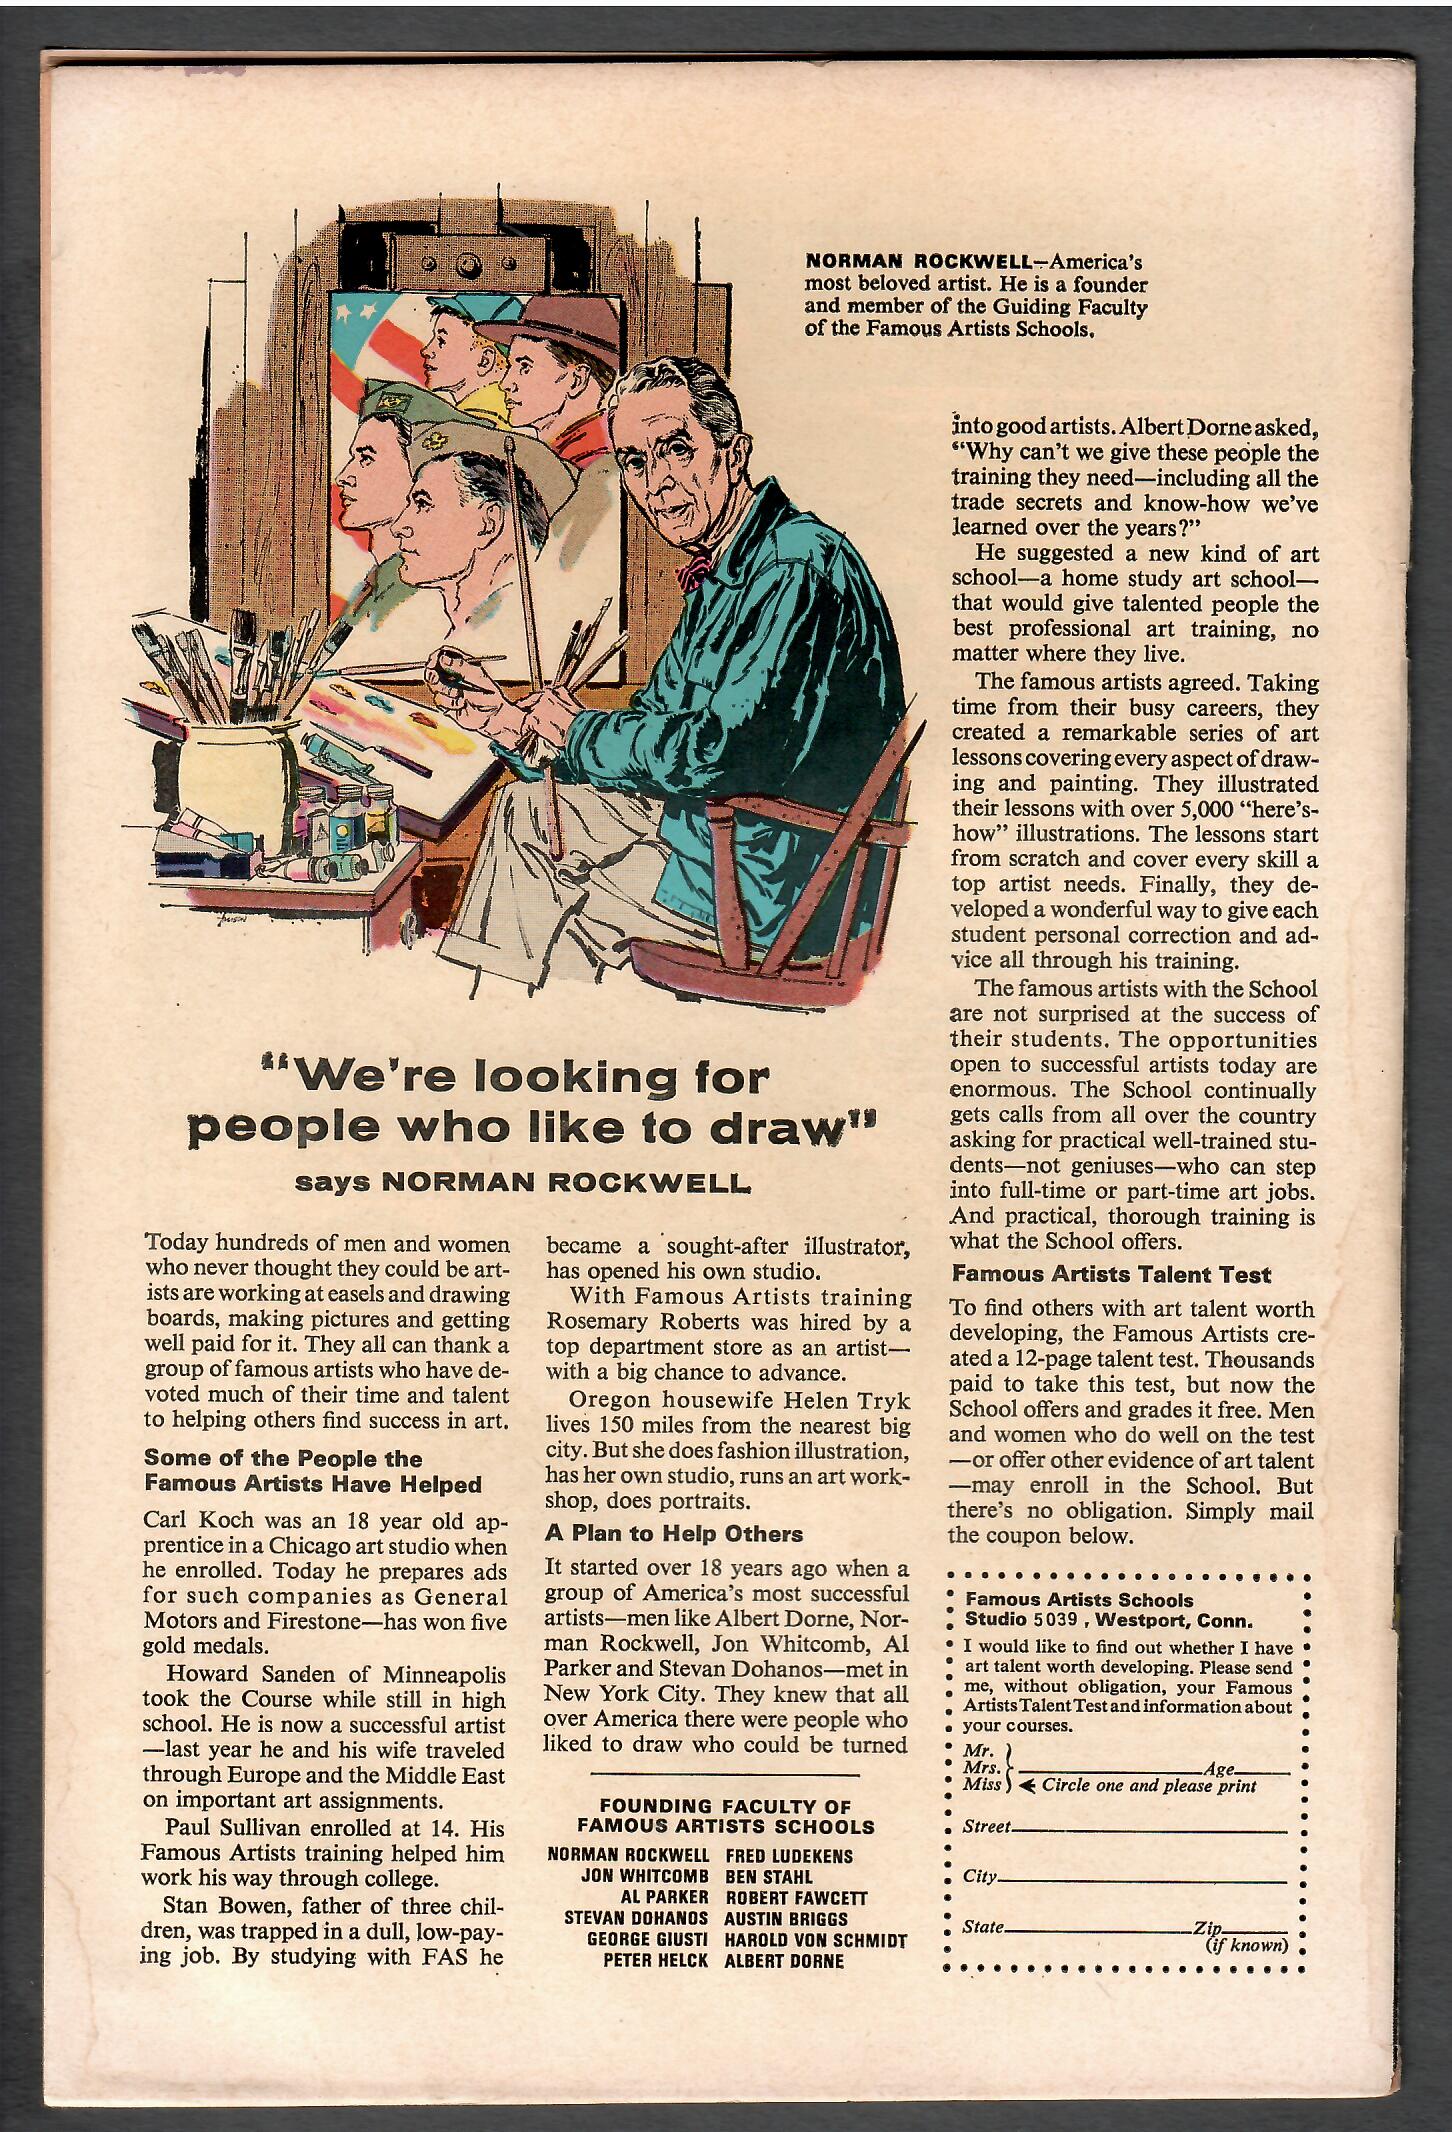 NORMAN ROCKWELL—America's
most beloved artist. He is a founder
and member of the Guiding Faculty
of the Famous Artists Schools.
"We're looking for
people who like to draw"
says NORMAN ROCKWELL
Today hundreds of men and women
who never thought they could be art-
ists are working at easels and drawing
boards, making pictures and getting
well paid for it. They all can thank a
group of famous artists who have de-
voted much of their time and talent
to helping others find success in art.
Some of the People the
Famous Artists Have Helped
Carl Koch was an 18 year old ap-
prentice in a Chicago art studio when
he enrolled. Today he prepares ads
for such companies as General
Motors and Firestone—has won five
gold medals.
Howard Sanden of Minneapolis
took the Course while still in high
school. He is now a successful artist
—last year he and his wife traveled
through Europe and the Middle East
on important art assignments.
Paul Sullivan enrolled at 14. His
Famous Artists training helped him
work his way through college.
Stan Bowen, father of three chil-
dren, was trapped in a dull, low-pay-
ing job. By studying with FAS he
became a sought-after illustrator,
has opened his own studio.
With Famous Artists training
Rosemary Roberts was hired by a
top department store as an artist—
with a big chance to advance.
Oregon housewife Helen Tryk
lives 150 miles from the nearest big
city. But she does fashion illustration,
has her own studio, runs an art work-
shop, does portraits.
A Plan to Help Others
It started over 18 years ago when a
group of America's most successful
artists—men like Albert Dorne, Nor-
man Rockwell, Jon Whitcomb, Al
Parker and Stevan Dohanos—met in
New York City. They knew that all
over America there were people who
liked to draw who could be turned
into good artists. Albert Dorne asked,
"Why can't we give these people the
training they need—including all the
trade secrets and know-how we've
learned over the years?"
He suggested a new kind of art
school—a home study art school—
that would give talented people the
best professional art training, no
matter where they live.
The famous artists agreed. Taking
time from their busy careers, they
created a remarkable series of art
lessons covering every aspect of draw-
ing and painting. They illustrated
their lessons with over 5,000 "here's-
how" illustrations. The lessons start
from scratch and cover every skill a
top artist needs. Finally, they de-
veloped a wonderful way to give each
student personal correction and ad-
vice all through his training.
The famous artists with the School
are not surprised at the success of
their students. The opportunities
open to successful artists today are
enormous. The School continually
gets calls from all over the country
asking for practical well-trained stu-
dents—not geniuses—who can step
into full-time or part-time art jobs.
And practical, thorough training is
what the School offers.
Famous Artists Talent Test
To find others with art talent worth
developing, the Famous Artists cre-
ated a 12-page talent test. Thousands
paid to take this test, but now the
School offers and grades it free. Men
and women who do well on the test
—or offer other evidence of art talent
—may enroll in the School. But
there's no obligation. Simply mail
the coupon below.
FOUNDING FACULTY OF
FAMOUS ARTISTS SCHOOLS
NORMAN ROCKWELL FRED LUDEKENS
JON WHITCOMB BEN STAHL
AL PARKER ROBERT FAWCETT
STEVAN DOHANOS AUSTIN BRIGGS
GEORGE GIUSTI HAROLD VON SCHMIDT
PETER HELCK ALBERT DORNE
Famous Artists Schools
Studio 5039 , Westport, Conn.
I would like to find out whether I have
art talent worth developing. Please send
me, without obligation, your Famous
Artists Talent Test and information about
your courses.
Mr.
Mrs. Age
Miss Circle one and please print
Street
City
State Zip
(if known)